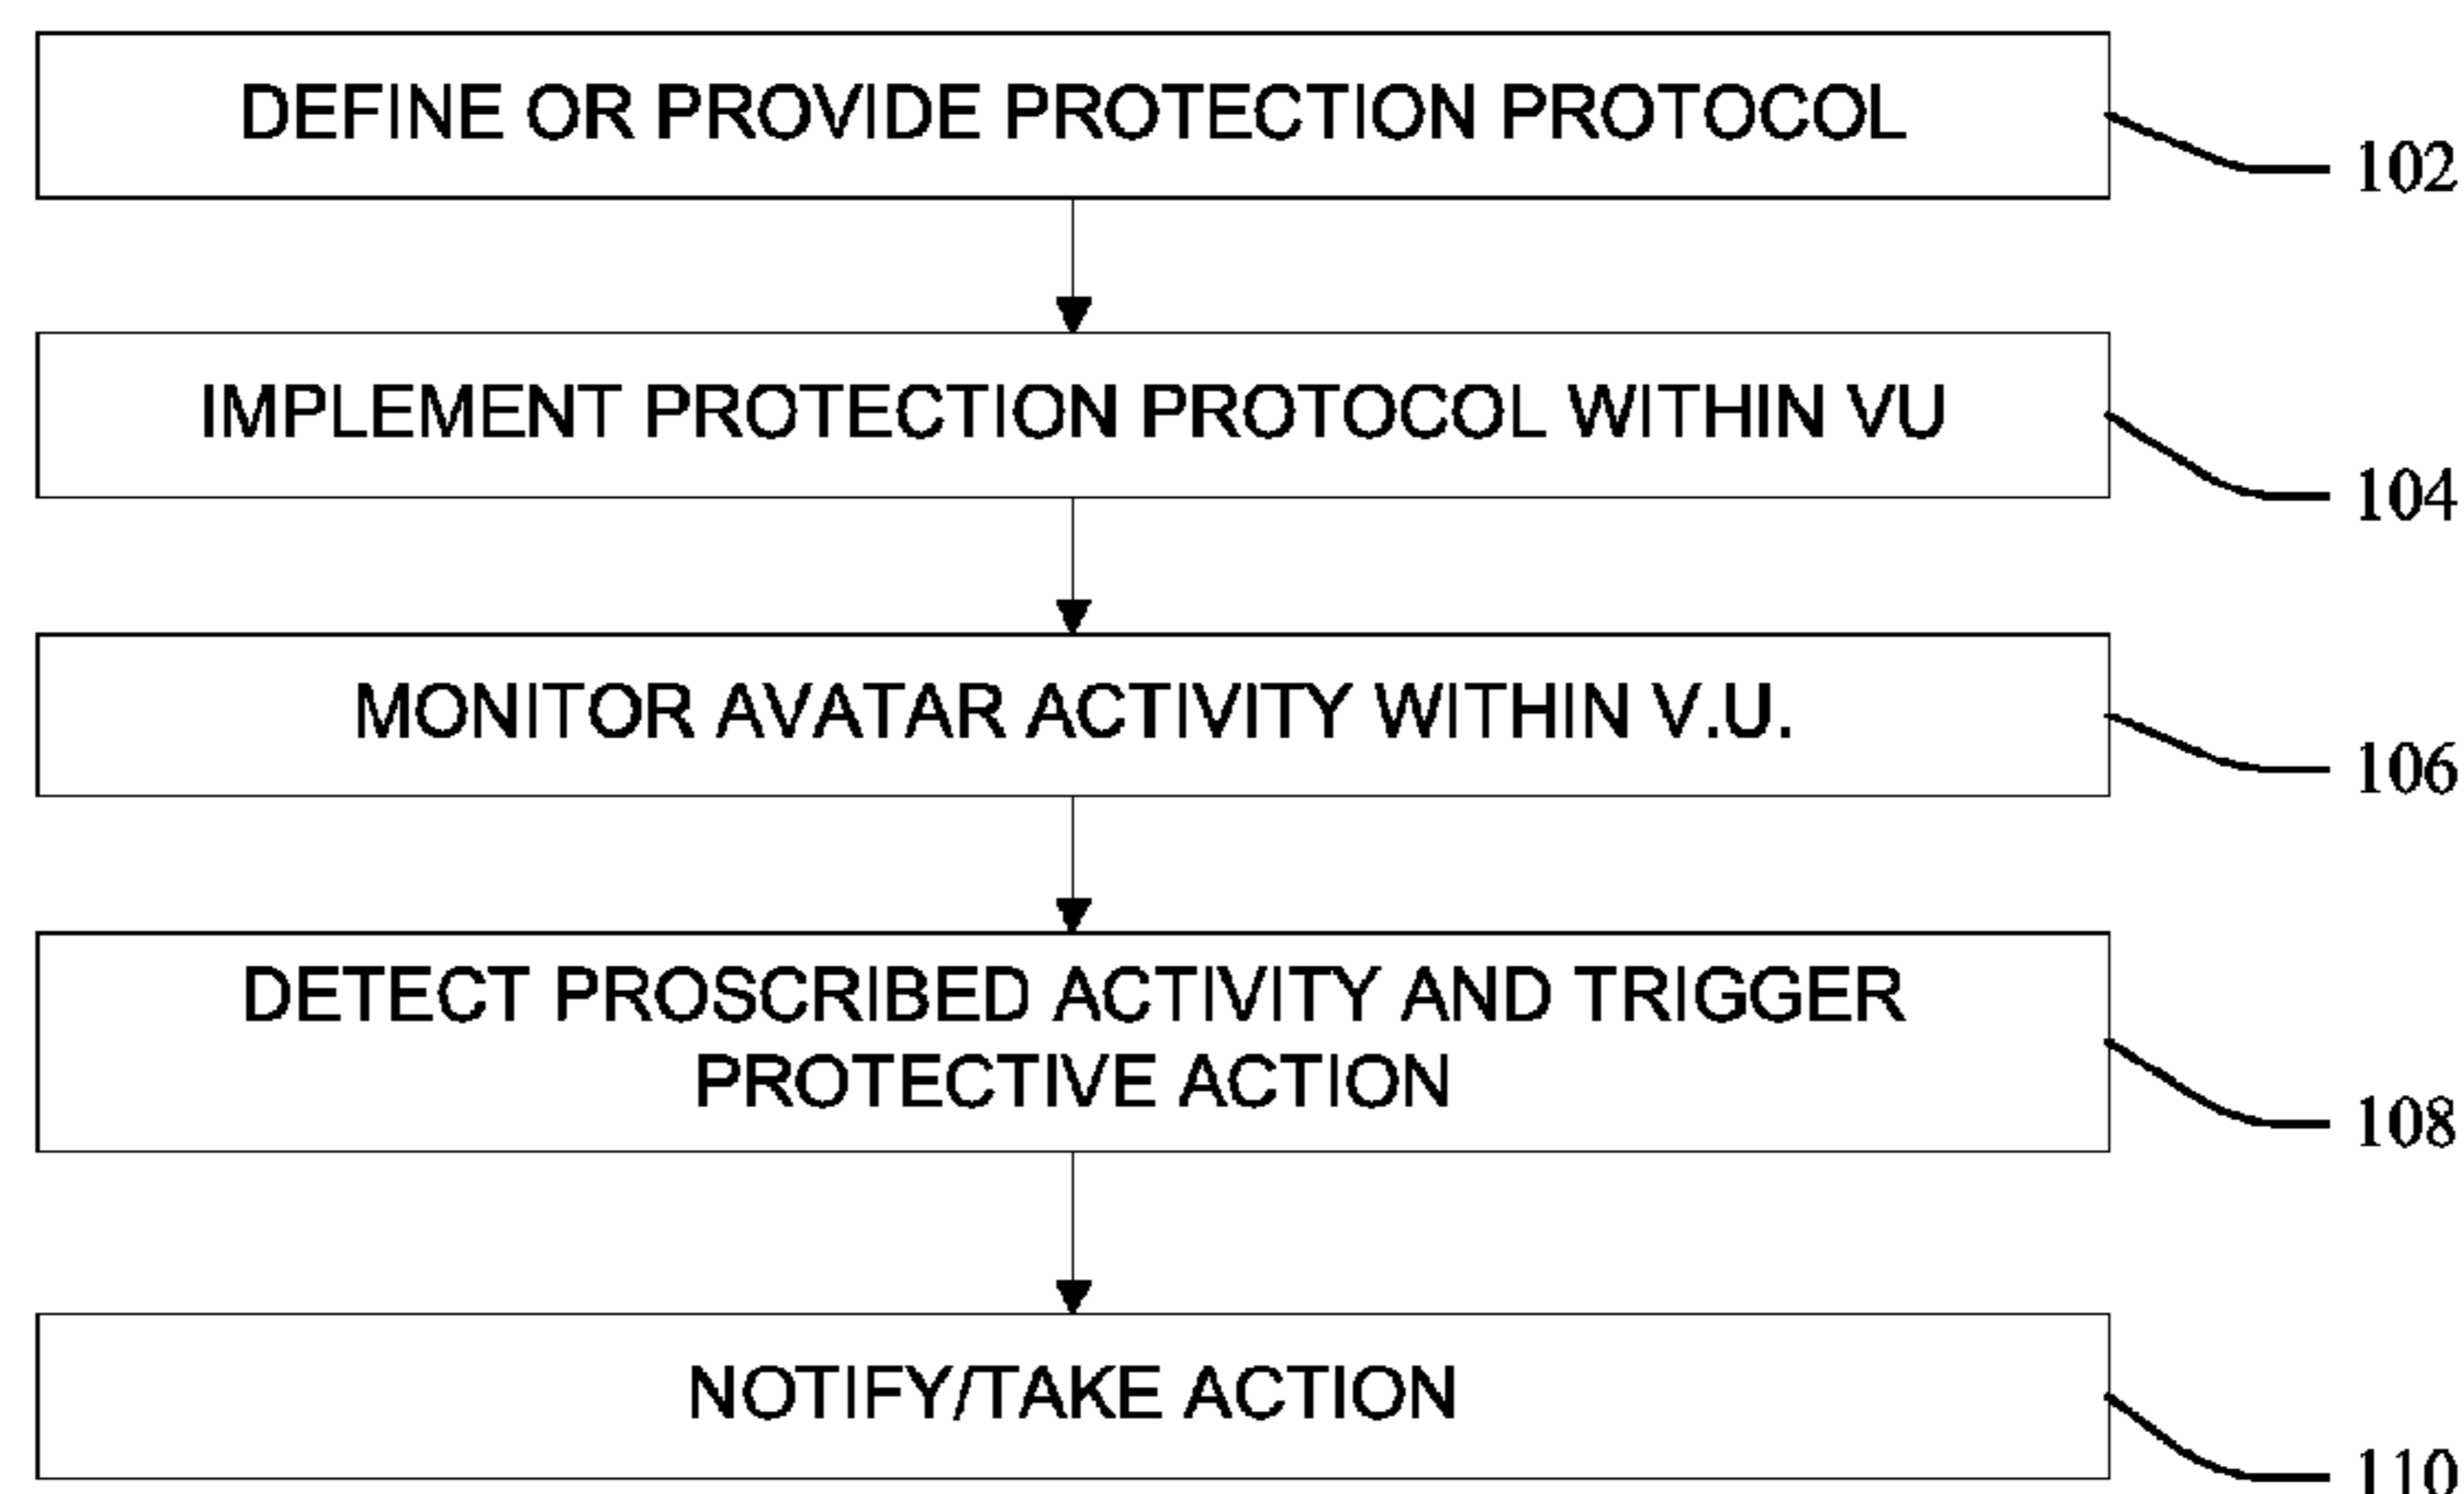 DEFINE OR PROVIDE PROTECTION PROTOCOL
102
IMPLEMENT PROTECTION PROTOCOL WITHIN VU
104
MONITOR AVATAR ACTIVITY WITHIN V.U.
106
DETECT PROSCRIBED ACTIVITY AND TRIGGER
PROTECTIVE ACTION
108
NOTIFY/TAKE ACTION
110